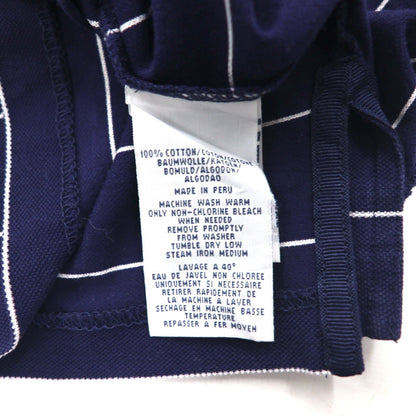 100% COTTON/COTON/COTONE
BAUMWOLLE/KATOEN/
BOMULD/ALGODON/
ALGODAO
MADE IN PERU
MACHINE WASH WARM
ONLY NON-CHLORINE BLEACH
WHEN NEEDED
REMOVE PROMPTLY
FROM WASHER
TUMBLE DRY LOW
STEAM IRON MEDIUM
LAVAGE A 40°
EAU DE JAVEL NON CHLOREE
UNIQUEMENT SI NECESSAIRE
RETIRER RAPIDEMENT DE
LA MACHINE A LAVER
SECHAGE EN MACHINE BASSE
TEMPERATURE
REPASSER A FER MOYEN